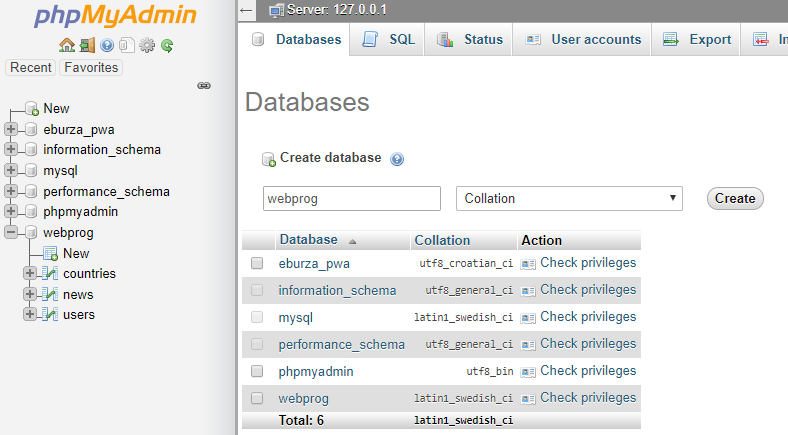 phpMyAdmin
Recent Favorites
New
eburza_pwa
information_schema
mysql
performance_schema
phpmyadmin
webprog
New
countries
news
users
Server: 127.0.0.1
Databases SQL Status User accounts Export
Databases
Create database
webprog Collation Create
Database Collation Action
eburza_pwa utf8_croatian_ci Check privileges
information_schema utf8_general_ci Check privileges
mysql latin1_swedish_ci Check privileges
performance_schema utf8_general_ci Check privileges
phpmyadmin utf8_bin Check privileges
webprog latin1_swedish_ci Check privileges
Total: 6 latin1_swedish_ci